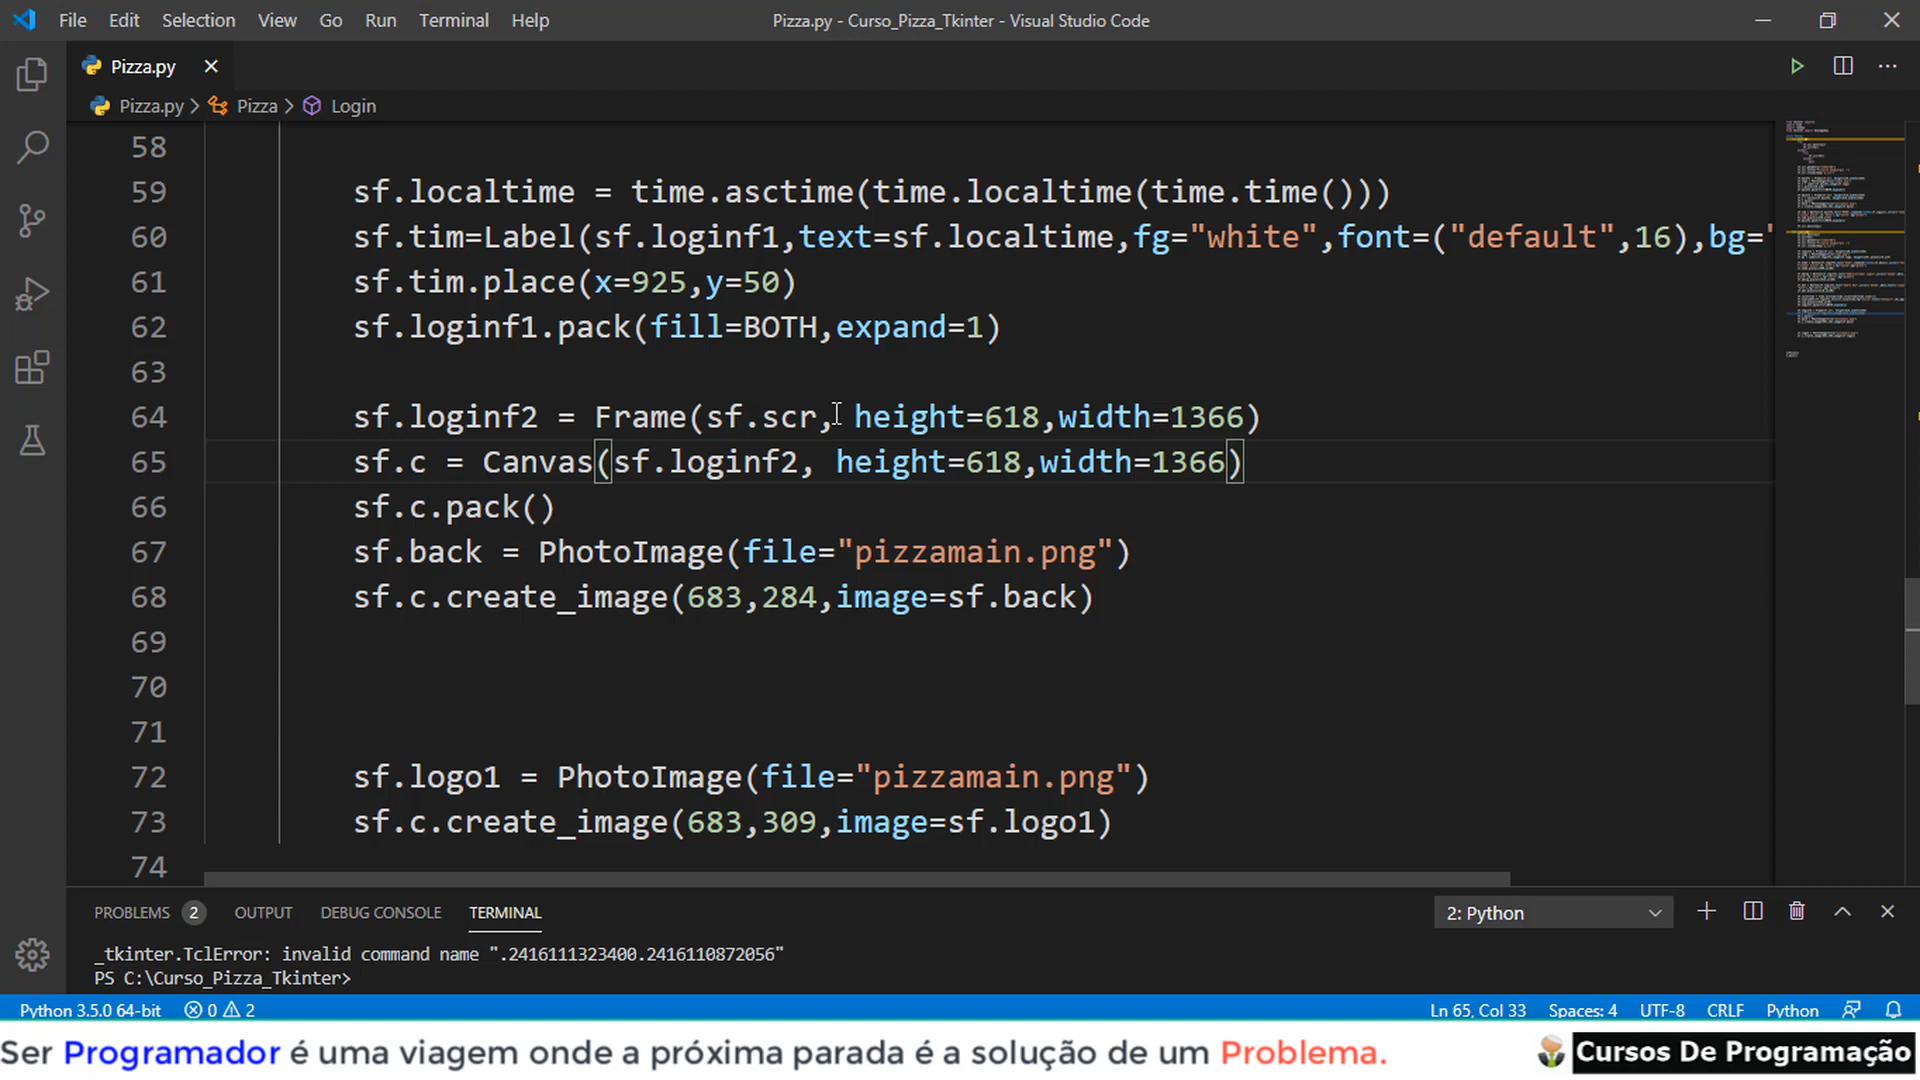 File Edit Selection View Go Run Terminal Help Pizza.py - Curso_Pizza_Tkinter - Visual Studio Code
Pizza.py
Pizza.py > Pizza > Login
58
59 sf.localtime = time.asctime(time.localtime(time.time()))
60 sf.tim=Label(sf.loginf1,text=sf.localtime,fg="white",font=("default",16),bg="
61 sf.tim.place(x=925,y=50)
62 sf.loginf1.pack(fill=BOTH,expand=1)
63
64 sf.loginf2 = Frame(sf.scr, height=618,width=1366)
65 sf.c = Canvas(sf.loginf2, height=618,width=1366)
66 sf.c.pack()
67 sf.back = PhotoImage(file="pizzamain.png")
68 sf.c.create_image(683,284,image=sf.back)
69
70
71
72 sf.logo1 = PhotoImage(file="pizzamain.png")
73 sf.c.create_image(683,309,image=sf.logo1)
74
PROBLEMS 2 OUTPUT DEBUG CONSOLE TERMINAL 2: Python
_tkinter.TclError: invalid command name ".2416111323400.2416110872056"
PS C:\Curso_Pizza_Tkinter>
Python 3.5.0 64-bit 0 2 Ln 65, Col 33 Spaces: 4 UTF-8 CRLF Python
Ser Programador é uma viagem onde a próxima parada é a solução de um Problema. Cursos De Programação